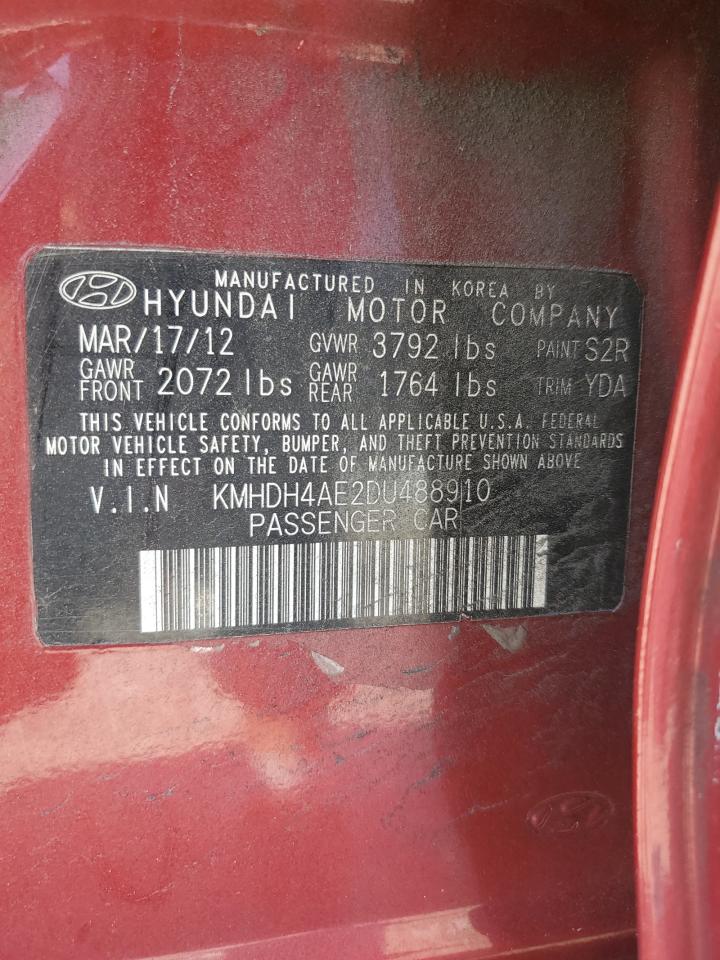 MANUFACTURED IN KOREA BY
HYUNDAI MOTOR COMPANY
MAR/17/12 GVWR 3792 lbs PAINT S2R
GAWR FRONT 2072 lbs GAWR REAR 1764 lbs TRIM YDA
THIS VEHICLE CONFORMS TO ALL APPLICABLE U.S.A. FEDERAL
MOTOR VEHICLE SAFETY, BUMPER, AND THEFT PREVENTION STANDARDS
IN EFFECT ON THE DATE OF MANUFACTURE SHOWN ABOVE
V.I.N KMHDH4AE2DU488910
PASSENGER CAR